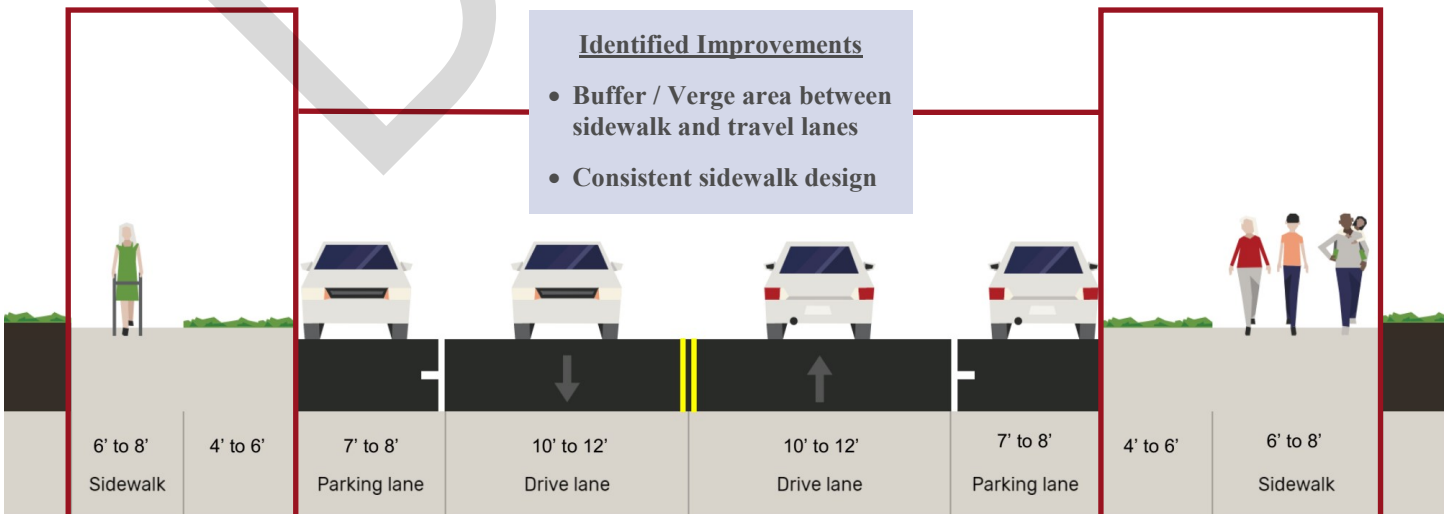 Identified Improvements
• Buffer / Verge area between
sidewalk and travel lanes
• Consistent sidewalk design
6’ to 8’
4’ to 6’
7’ to 8’
10’ to 12’
10’ to 12’
7’ to 8’
4’ to 6’
6’ to 8’
Sidewalk
Parking lane
Drive lane
Drive lane
Parking lane
Sidewalk